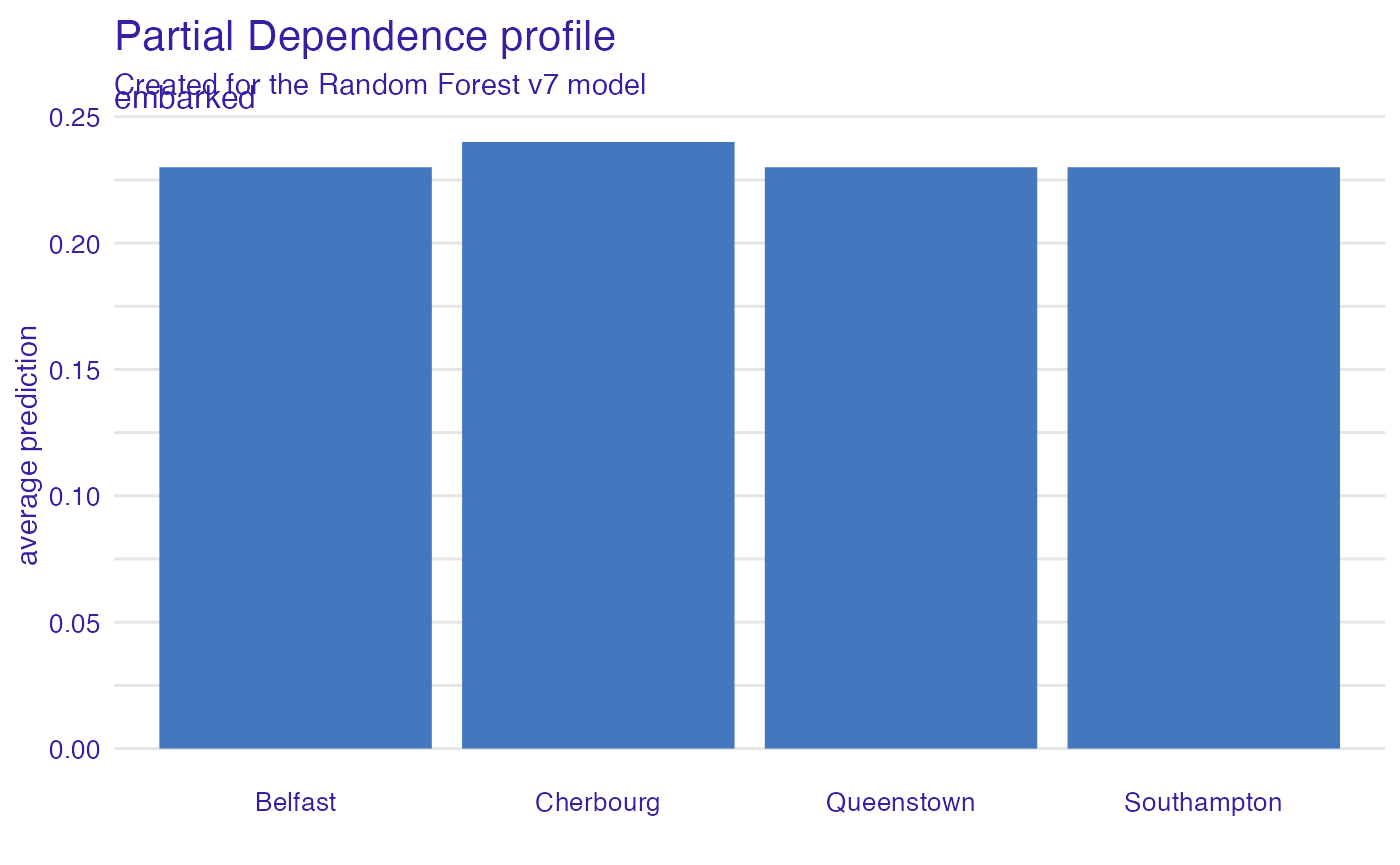 Partial Dependence profile
Created for the Random Forest v7 model
embarked
0.25
0.20
0.15
0.10
0.05
0.00
average prediction
Belfast
Cherbourg
Queenstown
Southampton